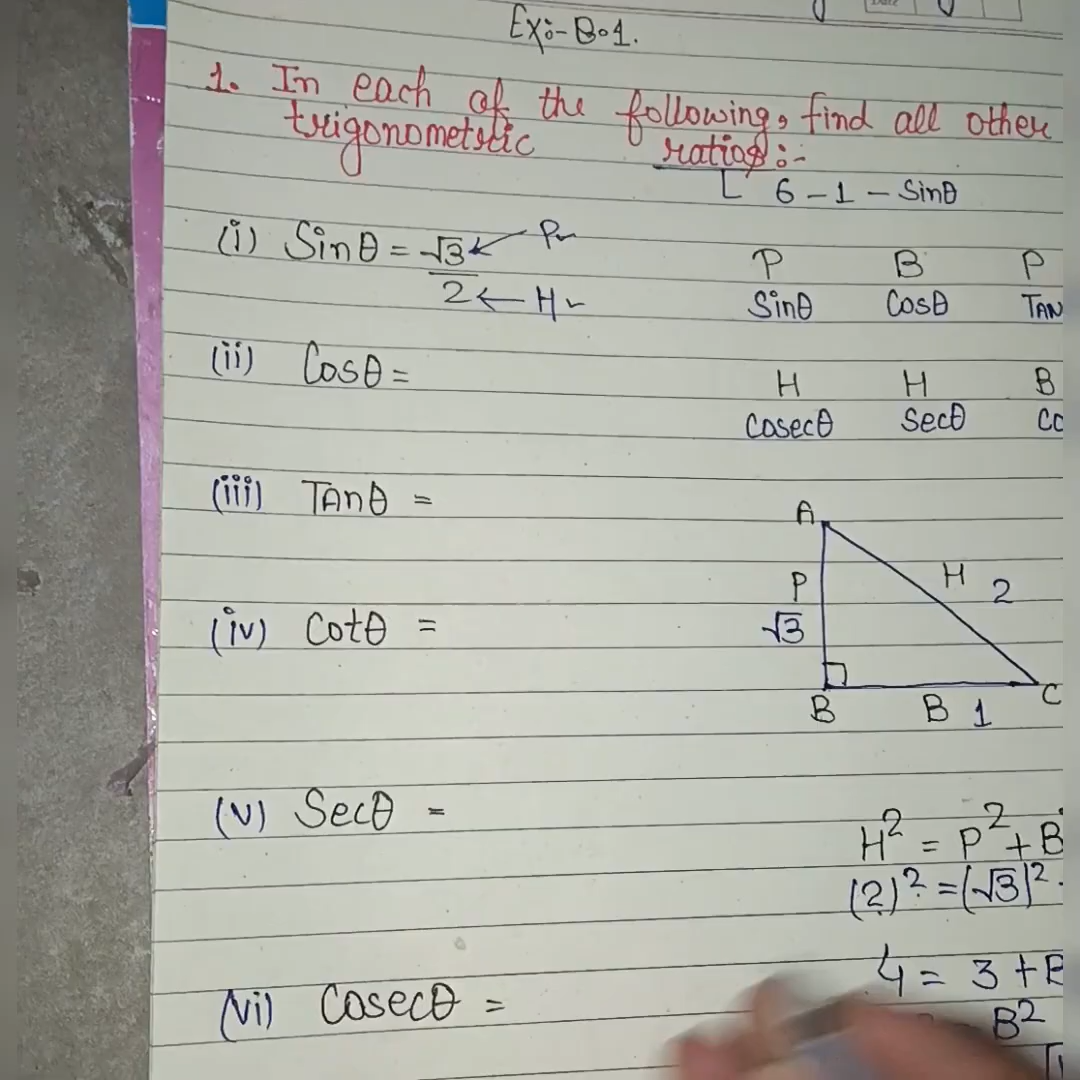 Ex:- 8.1.
1. In each of the following, find all other
trigonometric ratios:-
6 - 1 - Sinθ
(i) Sinθ = √3/2
P
H
P B P
Sinθ Cosθ TAN
(ii) Cosθ =
H H B
Cosecθ Secθ
(iii) TANθ =
A
P H 2
√3
(iv) Cotθ =
B B 1 C
(v) Secθ =
H² = P² + B
(2)² = (√3)²
4 = 3 + B
B²
(vi) Cosecθ =